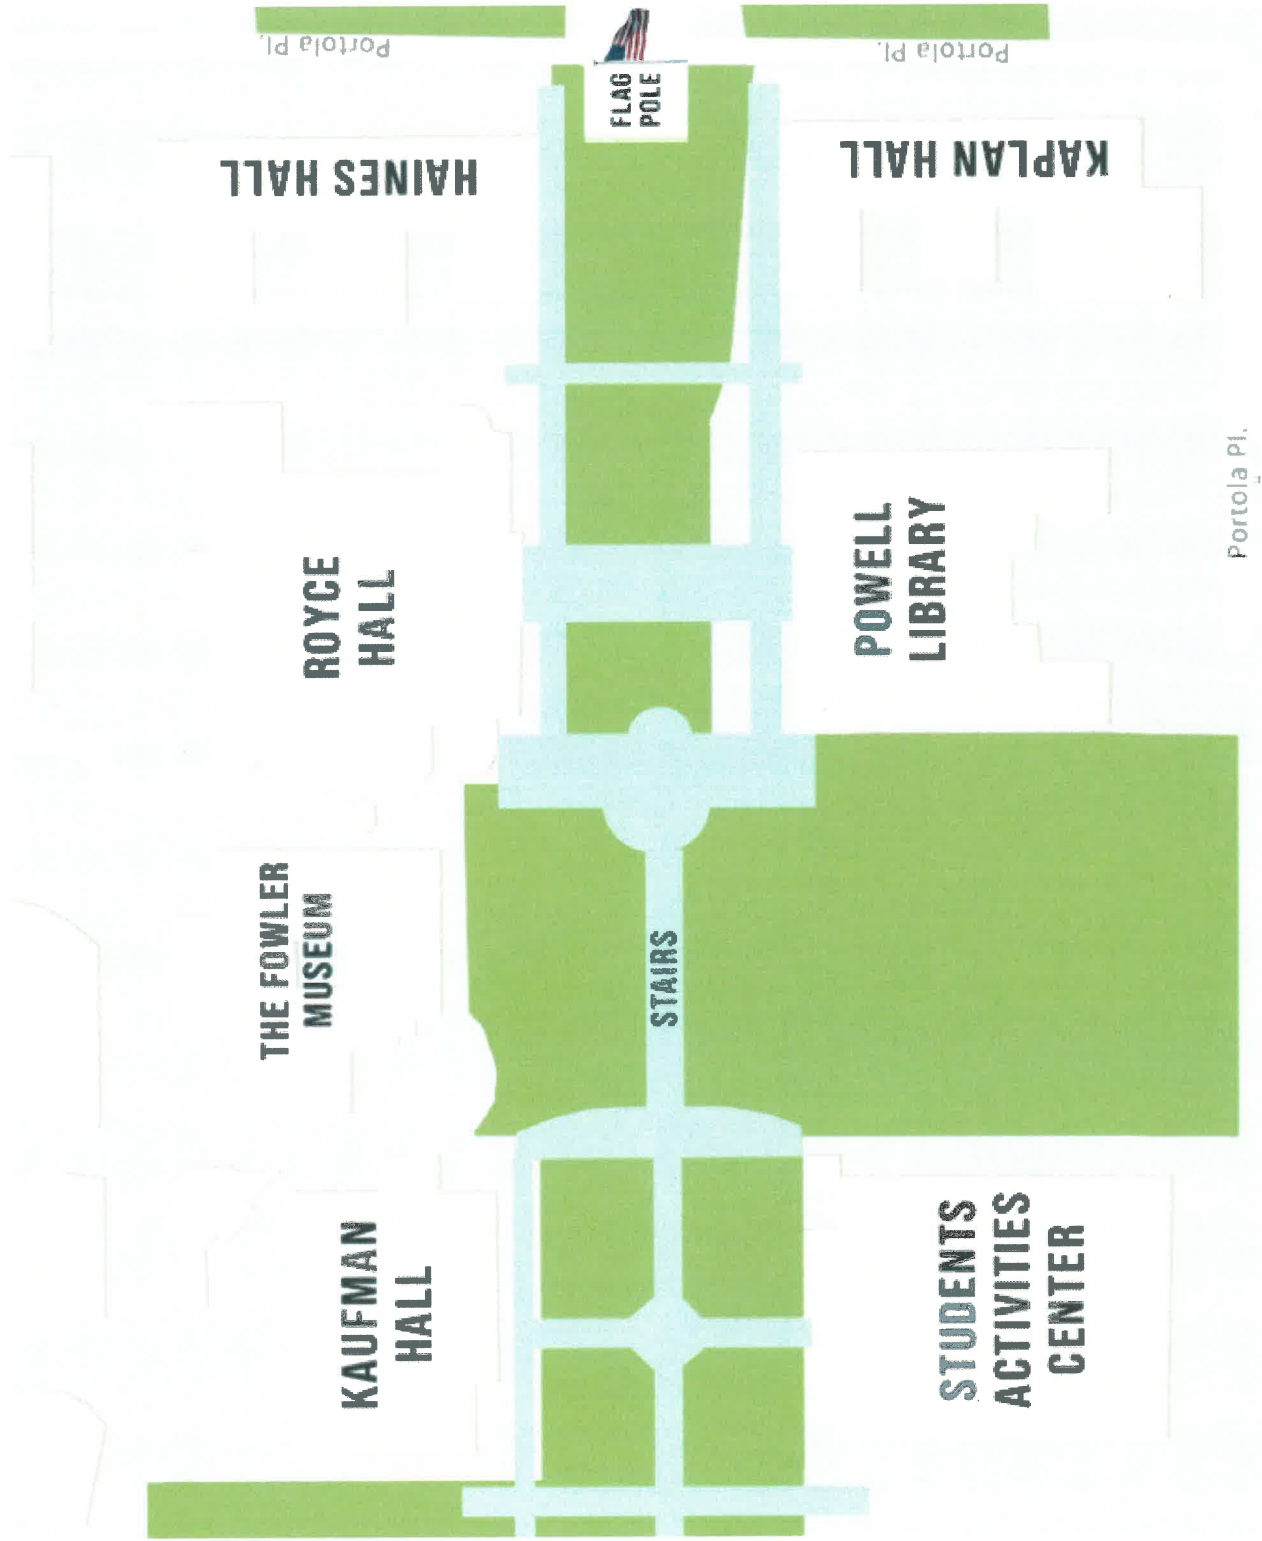 Portola Pl.
Portola Pl.
FLAG
POLE
HAINES HALL
KAPLAN HALL
ROYCE
HALL
POWELL
LIBRARY
Portola Pl.
THE FOWLER
MUSEUM
STAIRS
KAUFMAN
HALL
STUDENTS
ACTIVITIES
CENTER